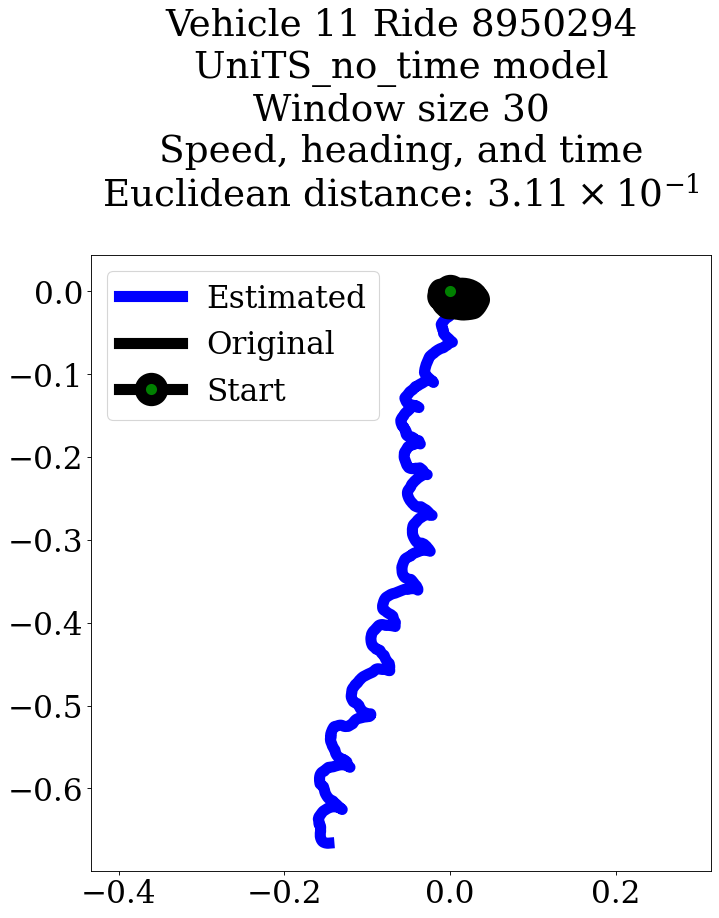 Vehicle 11 Ride 8950294
UniTS_no_time model
Window size 30
Speed, heading, and time
Euclidean distance: 3.11 × 10⁻¹
Estimated
Original
Start
0.0
−0.1
−0.2
−0.3
−0.4
−0.5
−0.6
−0.4
−0.2
0.0
0.2